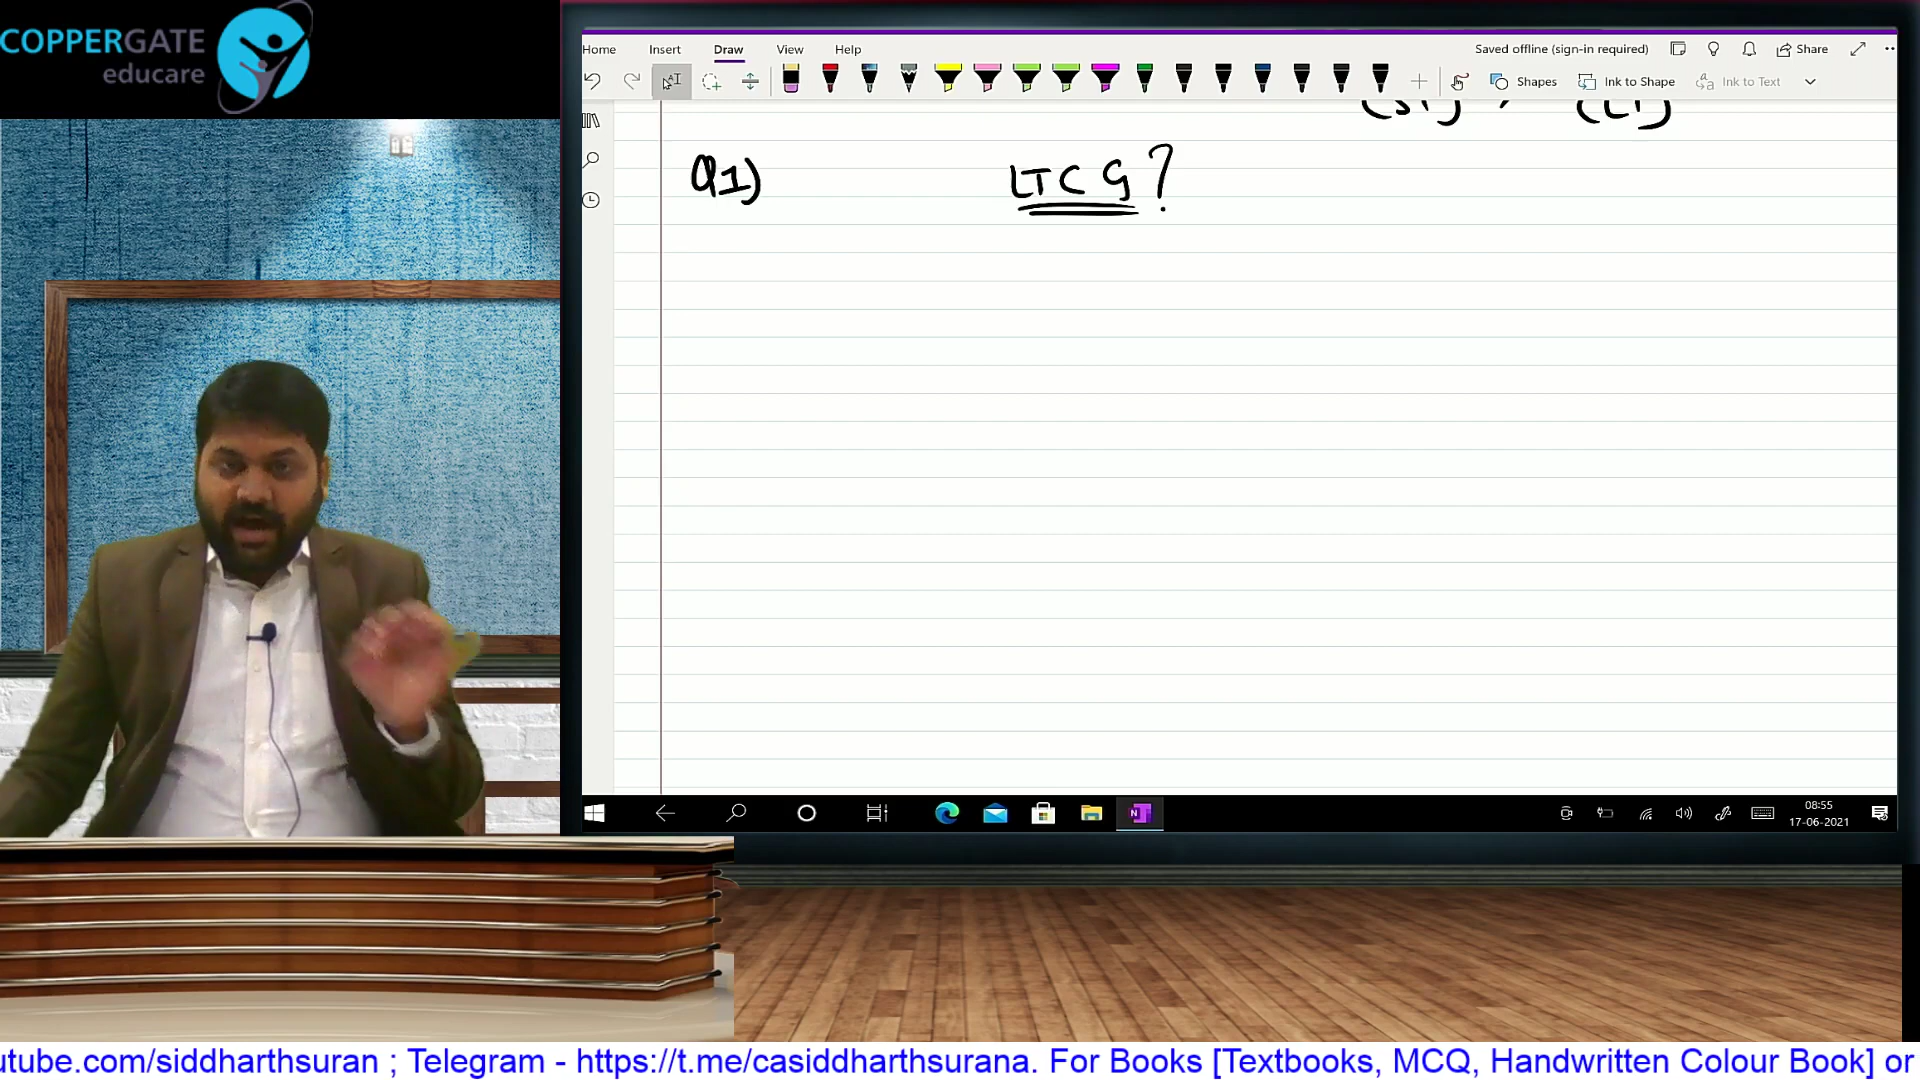 COPPERGATE
educare
Home Insert Draw View Help
Saved offline (sign-in required) Share
Shapes Ink to Shape Ink to Text
Q1) LTCG?
08:55
17-06-2021
utube.com/siddharthsuran ; Telegram - https://t.me/casiddharthsurana. For Books [Textbooks, MCQ, Handwritten Colour Book] or